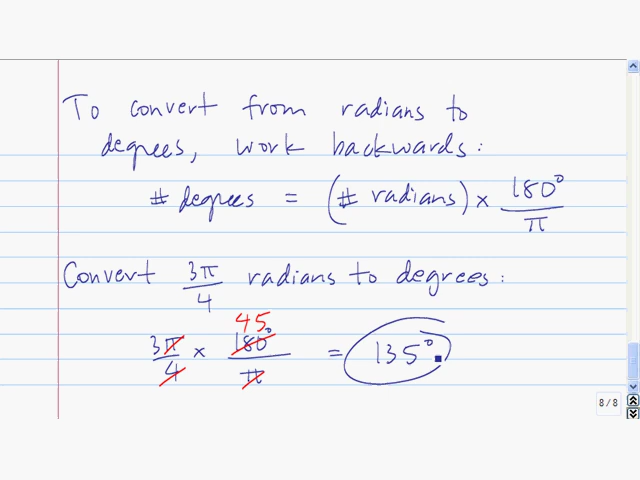 To convert from radians to
degrees, work backwards:
# degrees = (# radians) × 180°/π
Convert 3π/4 radians to degrees:
45
3π/4 × 180°/π = 135°
8/8